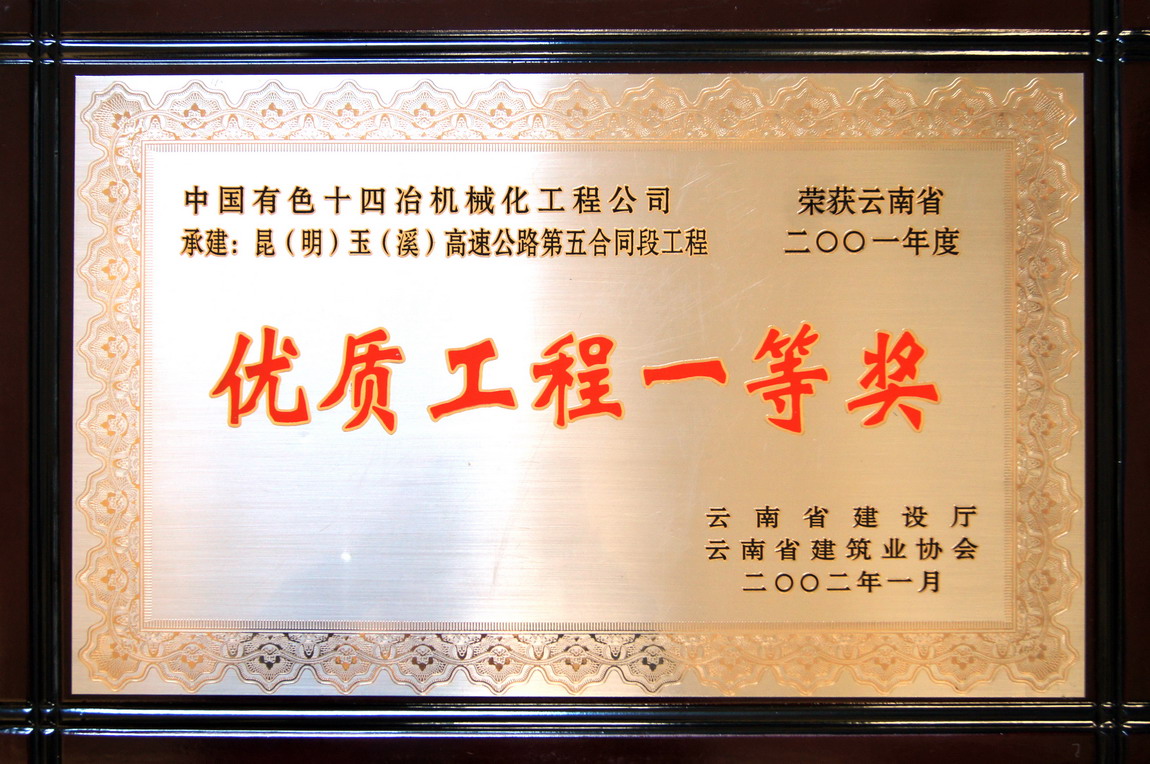 中国有色十四冶机械化工程公司 荣获云南省
承建：昆（明）玉（溪）高速公路第五合同段工程 二〇〇一年度
优质工程一等奖
云南省建设厅
云南省建筑业协会
二〇〇二年一月